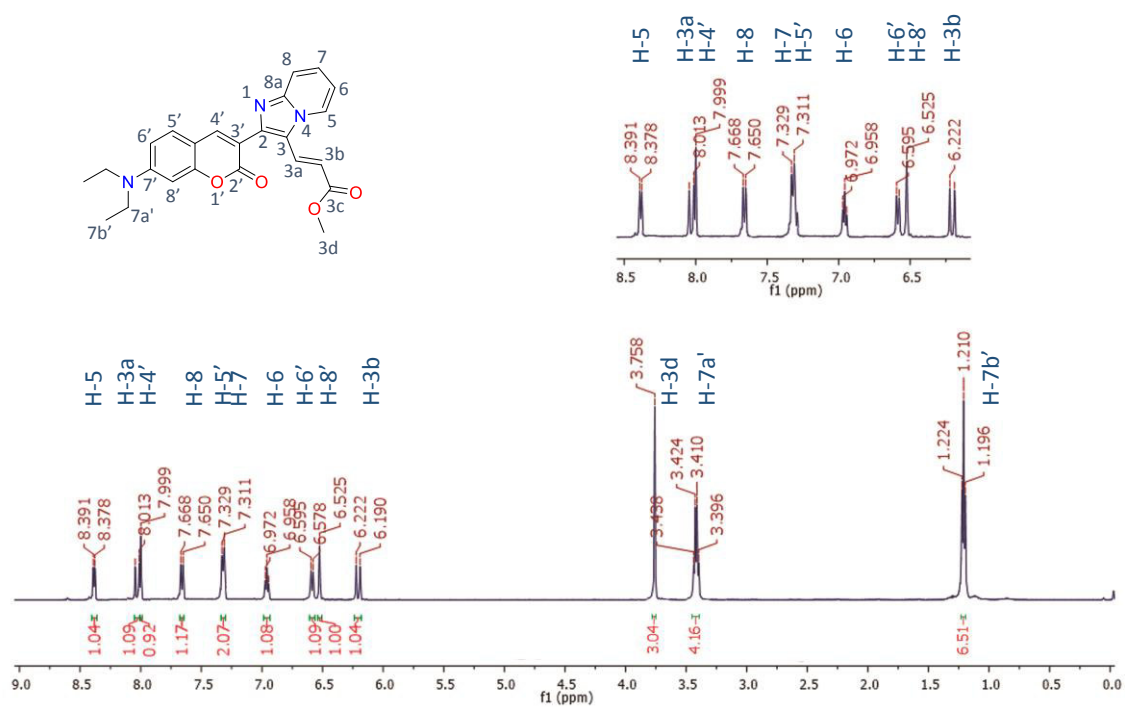 8
7
8a
6
1
N
N
5
4'
4
5'
3'
2
6'
3
3b
3a
N
7'
O
O
2'
8'
1'
O
3c
O
7a'
7b'
3d
H-5 H-3a H-4' H-8 H-7 H-5' H-6 H-6' H-8' H-3b
8.391 8.378 8.013 7.999 7.668 7.650 7.329 7.311 6.972 6.958 6.595 6.525 6.222
8.5 8.0 7.5 7.0 6.5
f1 (ppm)
H-5 H-3a H-4' H-8 H-5' H-7 H-6 H-6' H-8' H-3b H-3d H-7a' H-7b'
8.391 8.378 8.013 7.999 7.668 7.650 7.329 7.311 6.972 6.958 6.595 6.578 6.525 6.222 6.190 3.758 3.438 3.424 3.410 3.396 1.224 1.210 1.196
1.04 1.09 0.92 1.17 2.07 1.08 1.09 1.00 1.04 3.04 4.16 6.51
9.0 8.5 8.0 7.5 7.0 6.5 6.0 5.5 5.0 4.5 4.0 3.5 3.0 2.5 2.0 1.5 1.0 0.5 0.0
f1 (ppm)